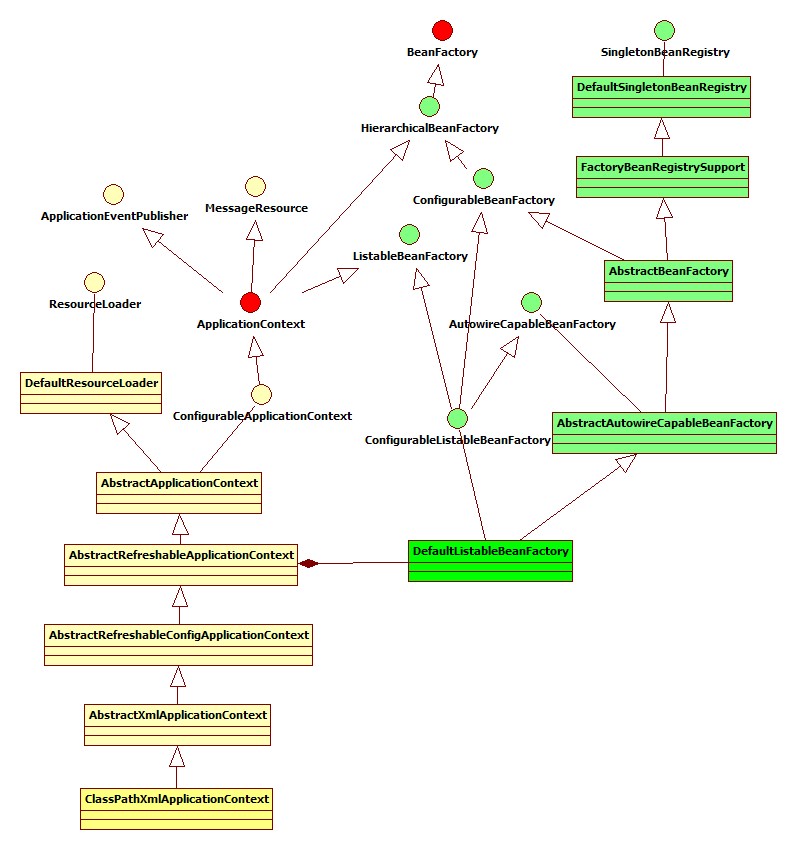 BeanFactory
SingletonBeanRegistry
DefaultSingletonBeanRegistry
HierarchicalBeanFactory
FactoryBeanRegistrySupport
ConfigurableBeanFactory
MessageResource
ApplicationEventPublisher
ListableBeanFactory
AbstractBeanFactory
ResourceLoader
ApplicationContext
AutowireCapableBeanFactory
DefaultResourceLoader
ConfigurableApplicationContext
AbstractAutowireCapableBeanFactory
ConfigurableListableBeanFactory
AbstractApplicationContext
DefaultListableBeanFactory
AbstractRefreshableApplicationContext
AbstractRefreshableConfigApplicationContext
AbstractXmlApplicationContext
ClassPathXmlApplicationContext